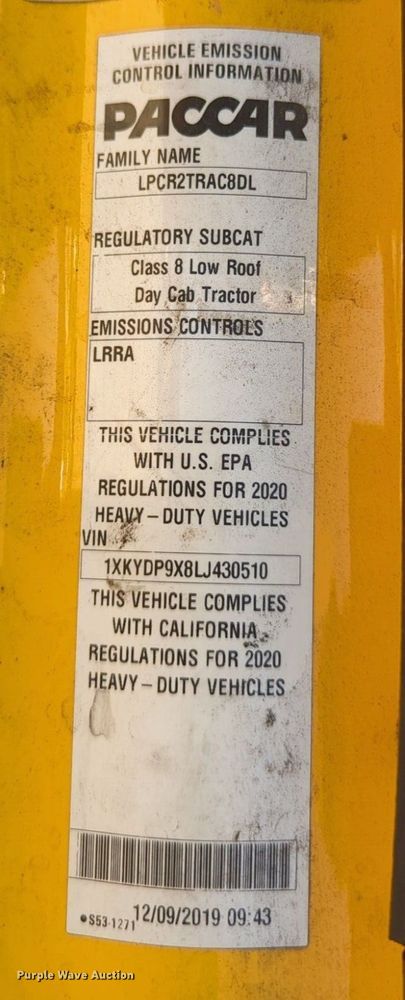 VEHICLE EMISSION
CONTROL INFORMATION
PACCAR
FAMILY NAME
LPCR2TRAC8DL
REGULATORY SUBCAT
Class 8 Low Roof
Day Cab Tractor
EMISSIONS CONTROLS
LRRA
THIS VEHICLE COMPLIES
WITH U.S. EPA
REGULATIONS FOR 2020
HEAVY-DUTY VEHICLES
VIN
1XKYDP9X8LJ430510
THIS VEHICLE COMPLIES
WITH CALIFORNIA
REGULATIONS FOR 2020
HEAVY-DUTY VEHICLES
S53-1271 12/09/2019 09:43
Purple Wave Auction